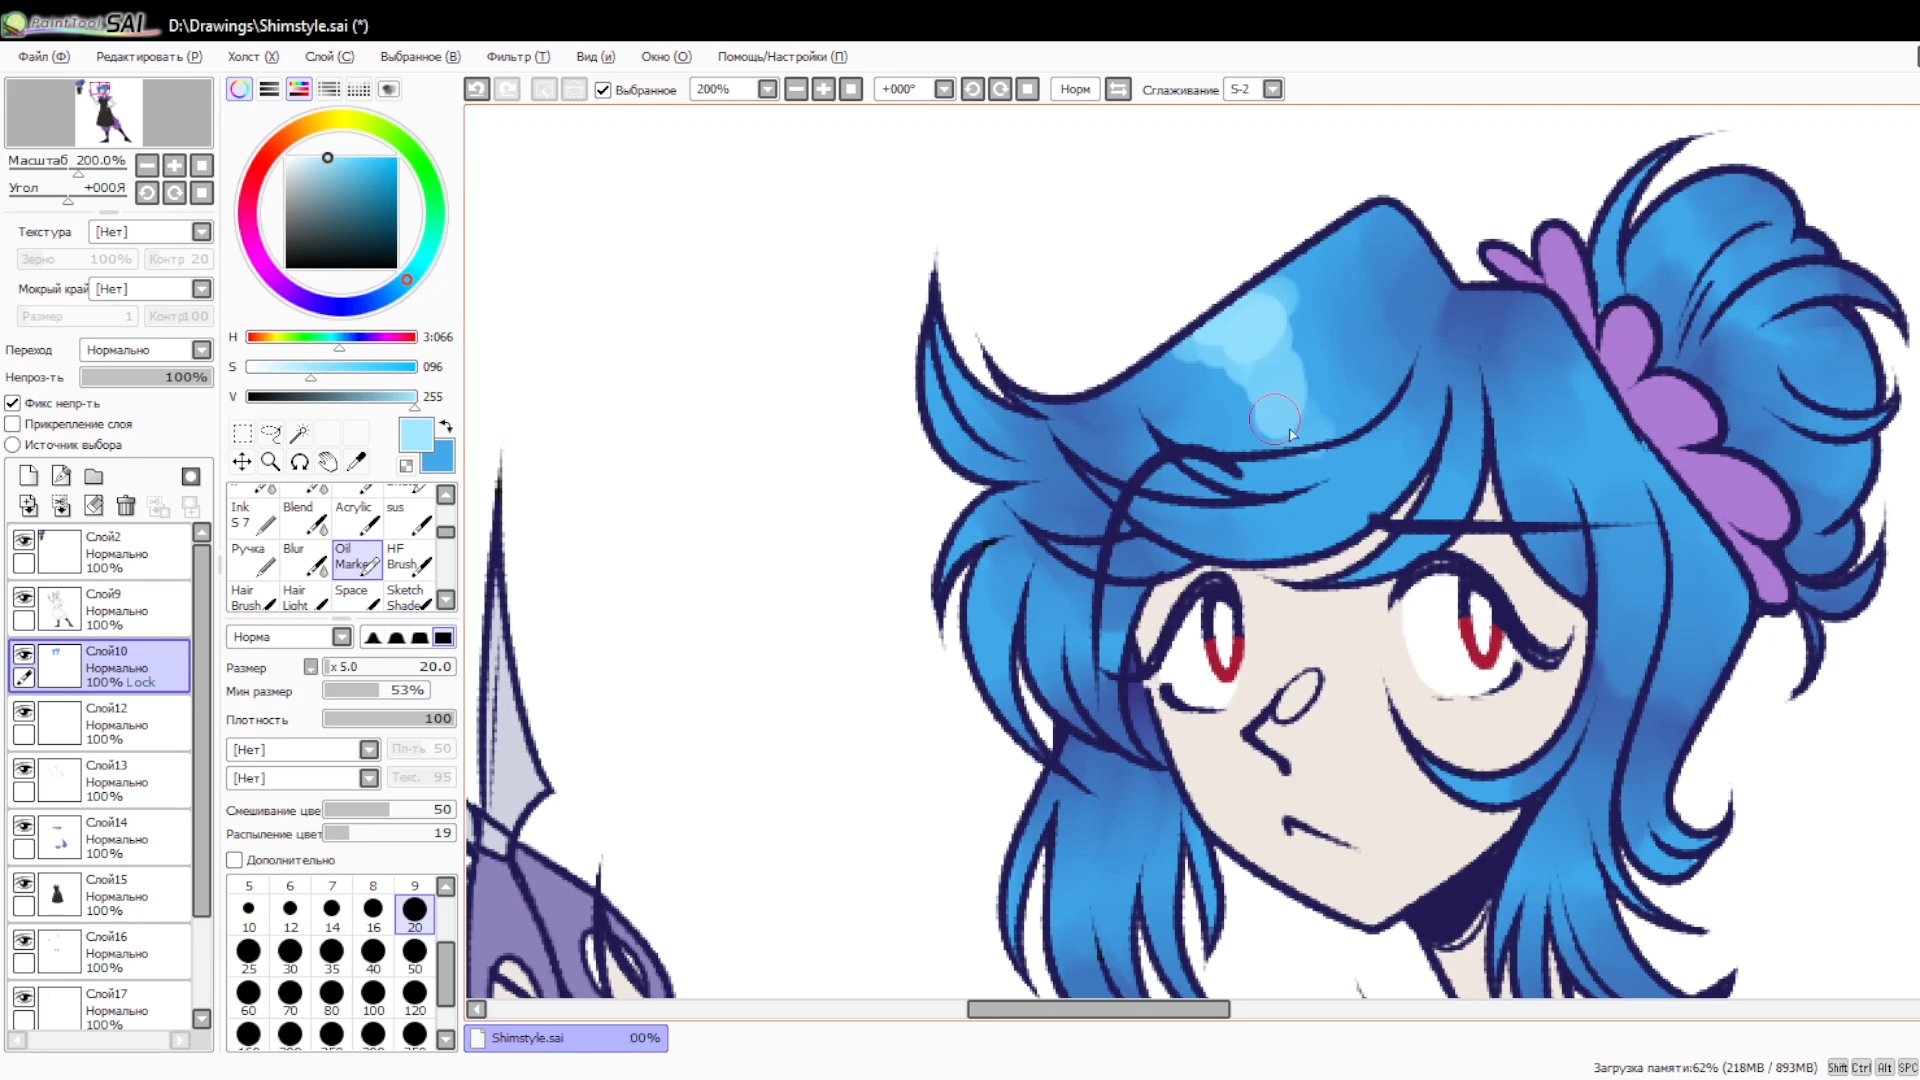 PaintTool SAI D:\Drawings\Shimstyle.sai (*)
Файл (Ф) Редактировать (Р) Холст (Х) Слой (С) Выбранное (В) Фильтр (Т) Вид (и) Окно (О) Помощь/Настройки (П)
Выбранное 200% +000° Норм Сглаживание S-2
Масштаб 200.0%
Угол +000Я
Текстура [Нет]
Зерно 100% Контр 20
Мокрый край [Нет]
Размер 1 Контр100
Переход Нормально
Непроз-ть 100%
Фикс непр-ть
Прикрепление слоя
Источник выбора
Слой2
Нормально
100%
Слой9
Нормально
100%
Слой10
Нормально
100% Lock
Слой12
Нормально
100%
Слой13
Нормально
100%
Слой14
Нормально
100%
Слой15
Нормально
100%
Слой16
Нормально
100%
Слой17
Нормально
100%
H 3:066
S 096
V 255
Ink S 7 Blend Acrylic sus
Ручка Blur Oil Marke HF Brush
Hair Brush Hair Light Space Sketch Shade
Норма
Размер x 5.0 20.0
Мин размер 53%
Плотность 100
[Нет] Пл-ть 50
[Нет] Текс. 95
Смешивание цве 50
Распыление цвет 19
Дополнительно
5 6 7 8 9
10 12 14 16 20
25 30 35 40 50
60 70 80 100 120
Shimstyle.sai 00%
Загрузка памяти:62% (218MB / 893MB) Shift Ctrl Alt SPC